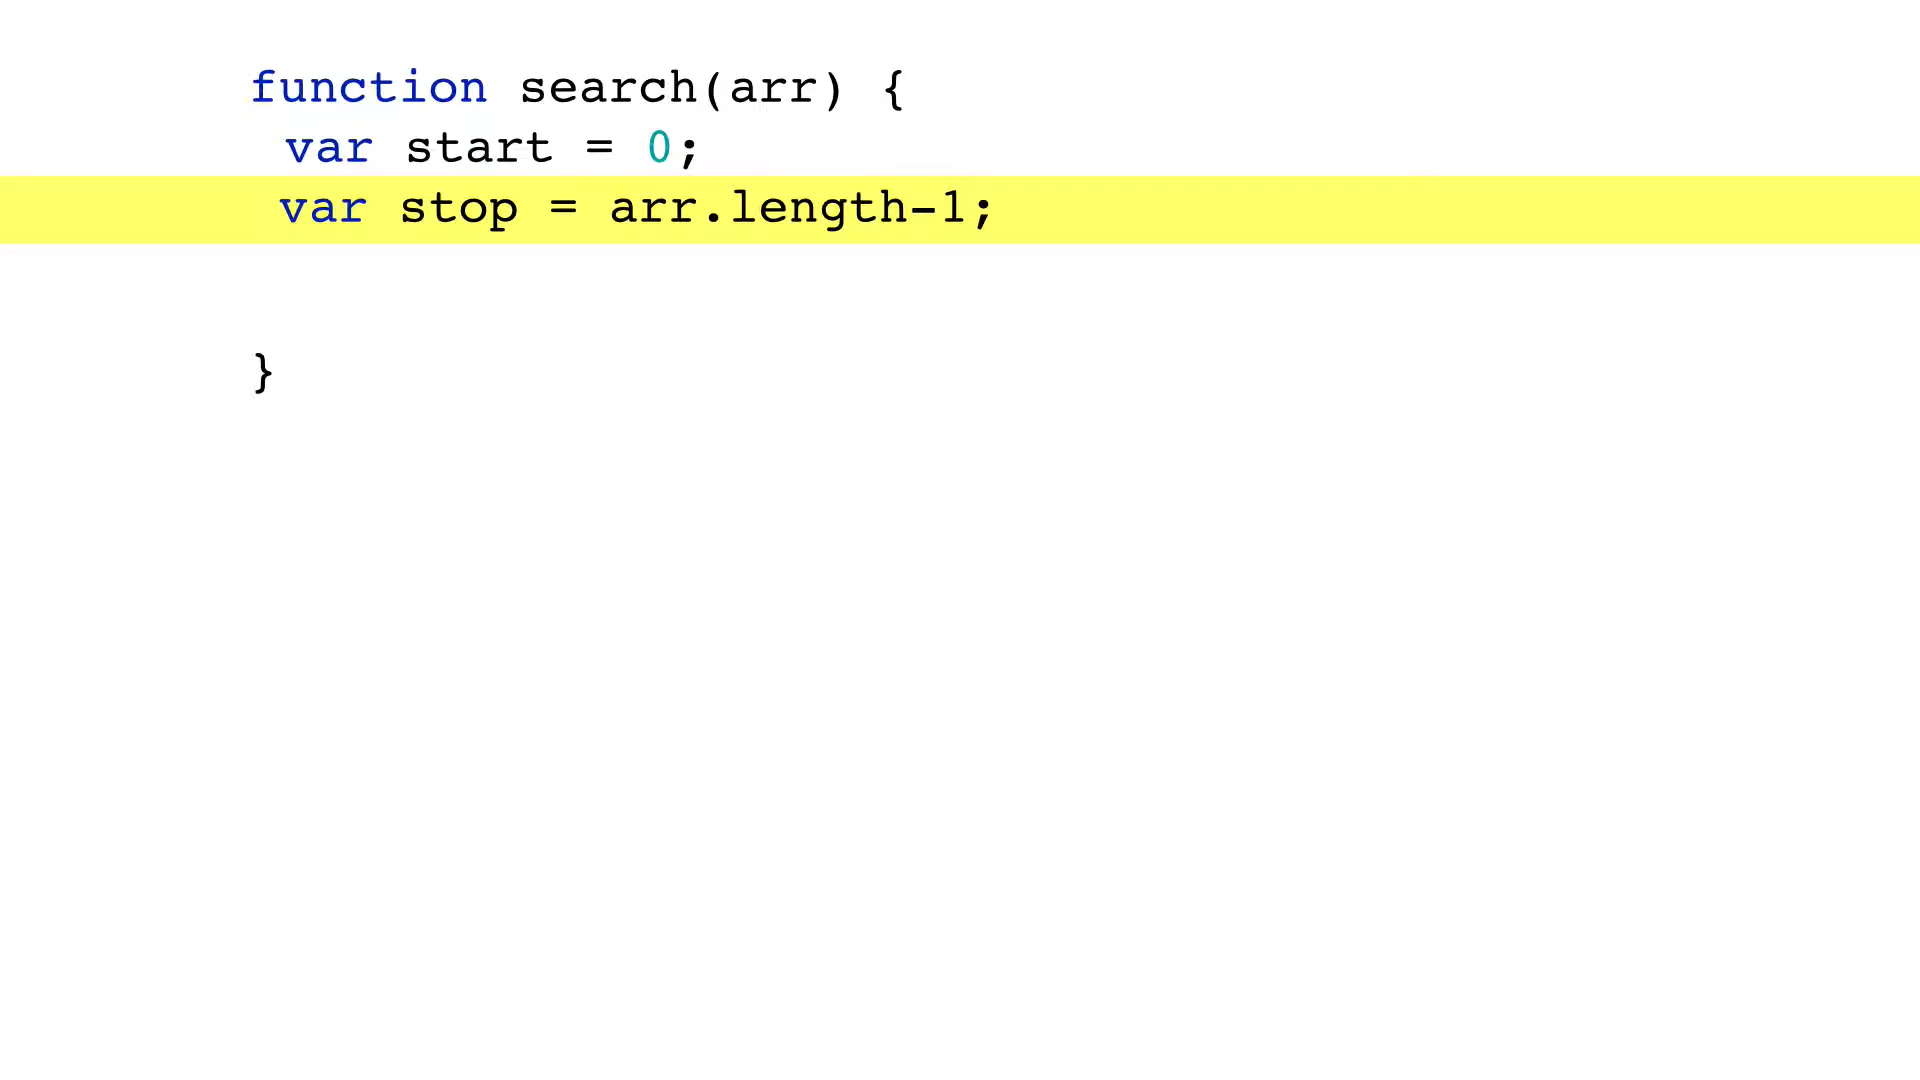 function search(arr) {
var start = 0;
var stop = arr.length-1;
}